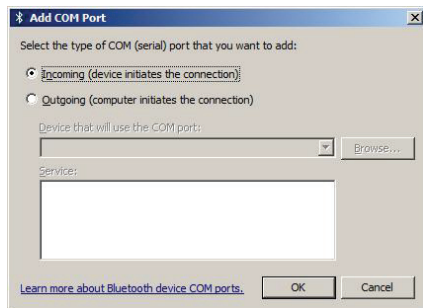 Add COM Port
Select the type of COM (serial) port that you want to add:
Incoming (device initiates the connection)
Outgoing (computer initiates the connection)
Device that will use the COM port:
Browse...
Service:
Learn more about Bluetooth device COM ports.
OK
Cancel